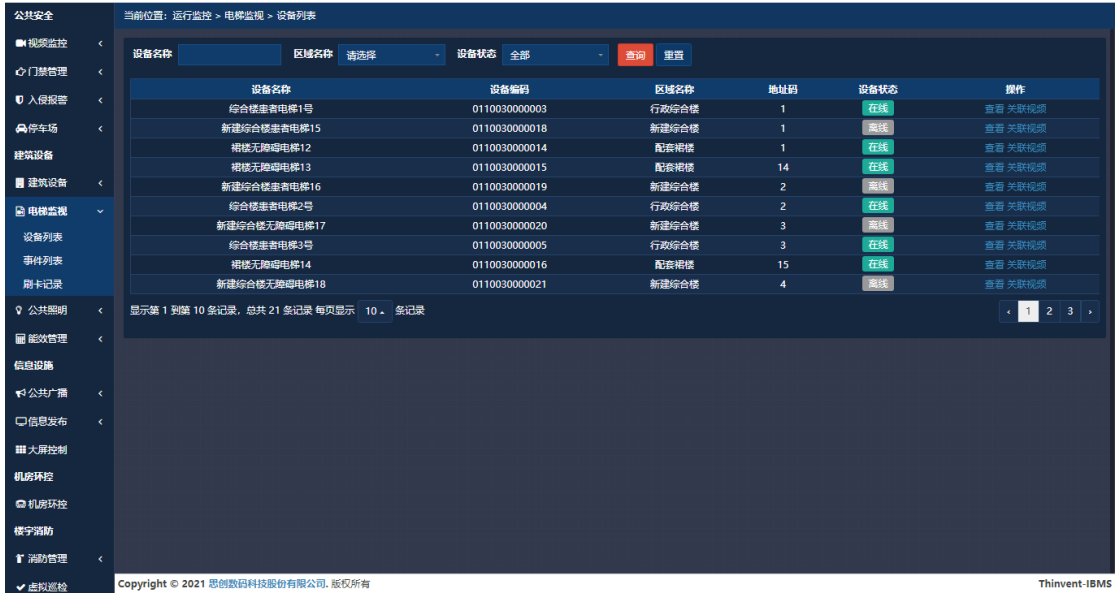 公共安全
视频监控
门禁管理
入侵报警
停车场
建筑设备
建筑设备
电梯监视
设备列表
事件列表
刷卡记录
公共照明
能效管理
信息设施
公共广播
信息发布
大屏控制
机房环控
机房环控
楼宇消防
消防管理
虚拟巡检
当前位置：运行监控 > 电梯监视 > 设备列表
设备名称 区域名称 请选择 设备状态 全部 查询 重置
设备名称 设备编码 区域名称 地址码 设备状态 操作
综合楼患者电梯1号 0110030000003 行政综合楼 1 在线 查看 关联视频
新建综合楼患者电梯15 0110030000018 新建综合楼 1 离线 查看 关联视频
裙楼无障碍电梯12 0110030000014 配套裙楼 1 在线 查看 关联视频
裙楼无障碍电梯13 0110030000015 配套裙楼 14 在线 查看 关联视频
新建综合楼患者电梯16 0110030000019 新建综合楼 2 离线 查看 关联视频
综合楼患者电梯2号 0110030000004 行政综合楼 2 在线 查看 关联视频
新建综合楼无障碍电梯17 0110030000020 新建综合楼 3 离线 查看 关联视频
综合楼患者电梯3号 0110030000005 行政综合楼 3 在线 查看 关联视频
裙楼无障碍电梯14 0110030000016 配套裙楼 15 在线 查看 关联视频
新建综合楼无障碍电梯18 0110030000021 新建综合楼 4 离线 查看 关联视频
显示第 1 到第 10 条记录，总共 21 条记录 每页显示 10 条记录 ‹ 1 2 3 ›
Copyright © 2021 思创数码科技股份有限公司. 版权所有 Thinvent-IBMS